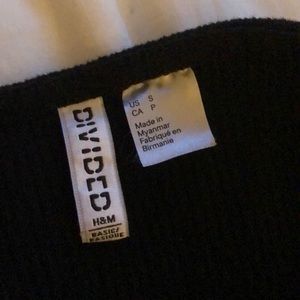 DIVIDED
H&M
BASIC/
BASIQUE
US S
CA P
Made in
Myanmar
Fabriqué en
Birmanie